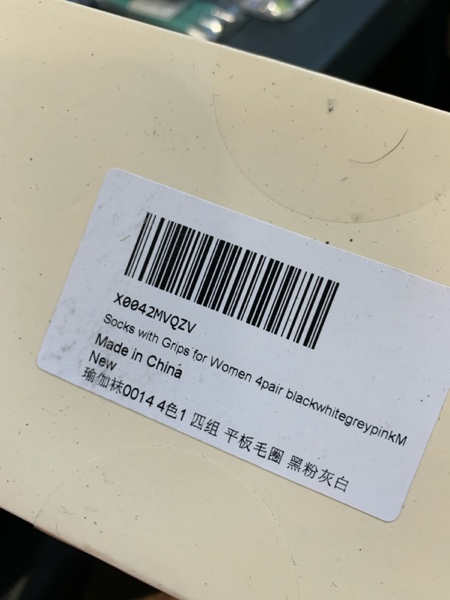 X0042MVQZV
Socks with Grips for Women 4pair blackwhitegreypinkM
Made in China
New
瑜伽袜0014 4色1 四组 平板毛圈 黑粉灰白